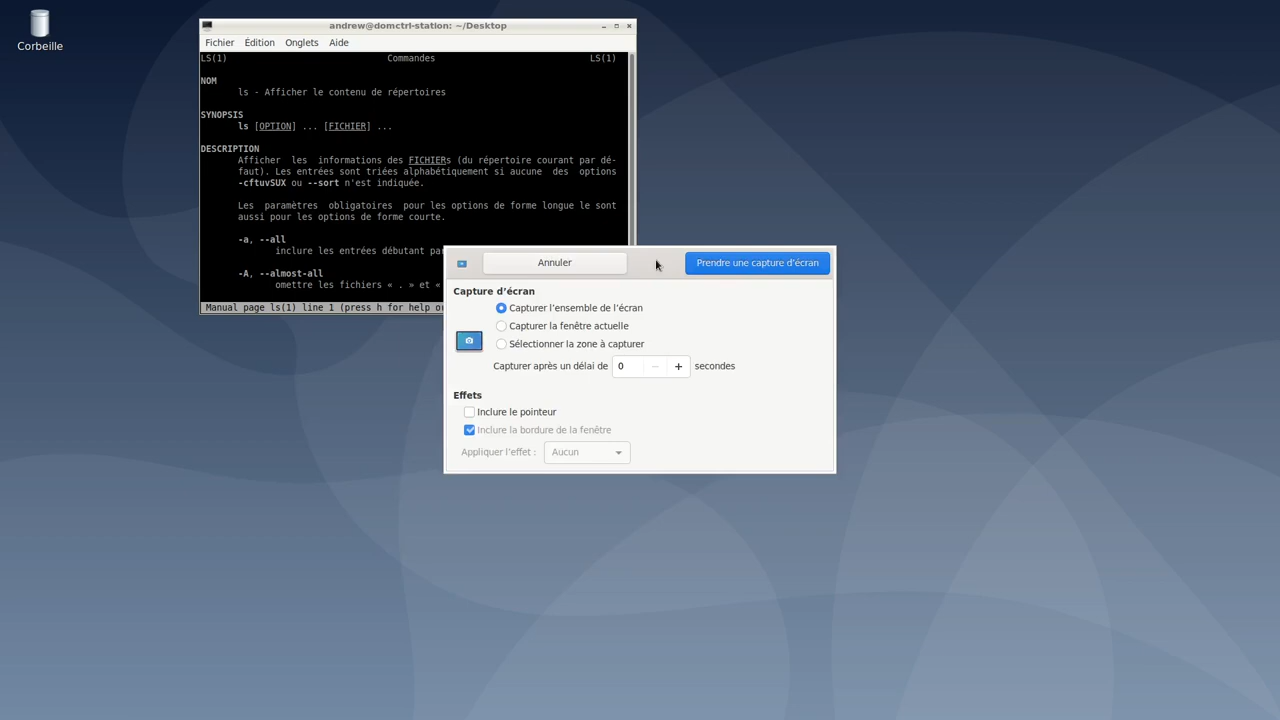 Corbeille
andrew@domctrl-station: ~/Desktop
Fichier Édition Onglets Aide
LS(1) Commandes LS(1)
NOM
ls - Afficher le contenu de répertoires
SYNOPSIS
ls [OPTION] ... [FICHIER] ...
DESCRIPTION
Afficher les informations des FICHIERs (du répertoire courant par dé-
faut). Les entrées sont triées alphabétiquement si aucune des options
-cftuvSUX ou --sort n'est indiquée.
Les paramètres obligatoires pour les options de forme longue le sont
aussi pour les options de forme courte.
-a, --all
inclure les entrées débutant par
-A, --almost-all
omettre les fichiers « . » et «
Manual page ls(1) line 1 (press h for help or
Annuler
Prendre une capture d’écran
Capture d’écran
Capturer l’ensemble de l’écran
Capturer la fenêtre actuelle
Sélectionner la zone à capturer
Capturer après un délai de 0 − + secondes
Effets
Inclure le pointeur
Inclure la bordure de la fenêtre
Appliquer l’effet : Aucun